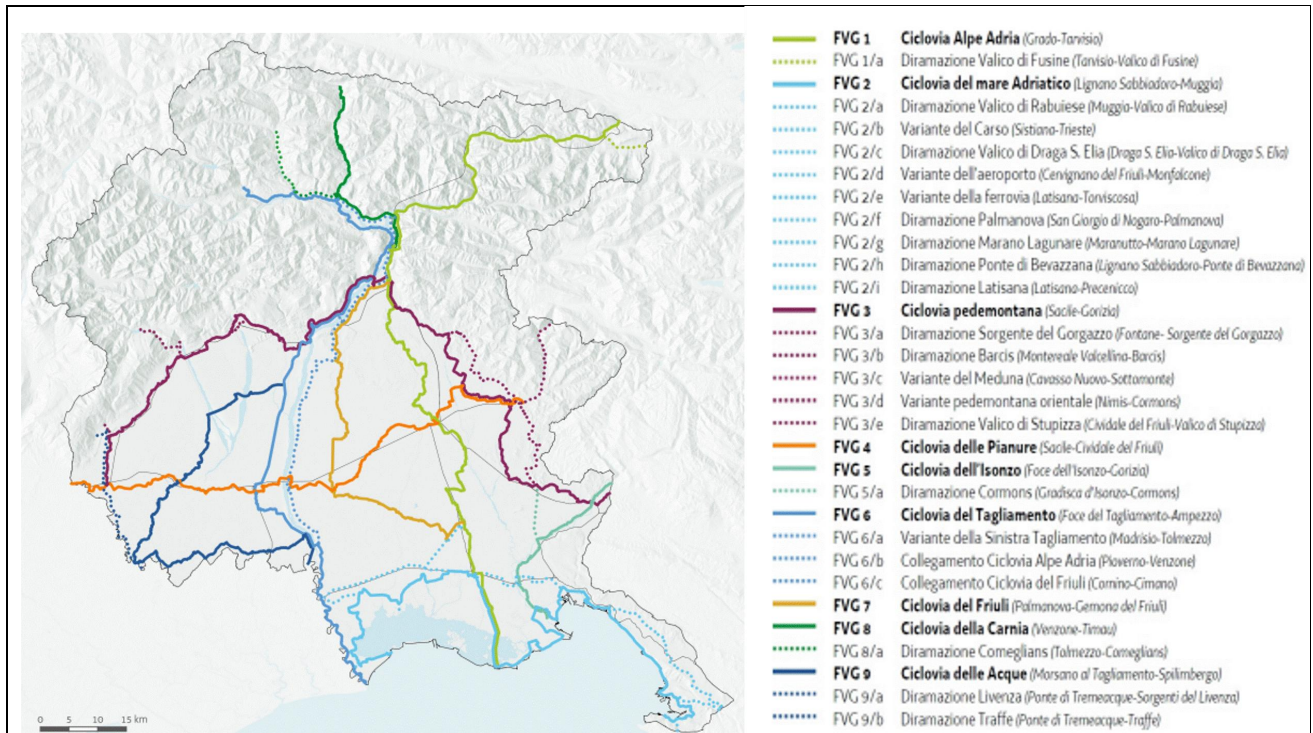 FVG 1 Ciclovia Alpe Adria (Grado-Tarvisio)
FVG 1/a Diramazione Valico di Fusine (Tarvisio-Valico di Fusine)
FVG 2 Ciclovia del mare Adriatico (Lignano Sabbiadoro-Muggia)
FVG 2/a Diramazione Valico di Rabuiese (Muggia-Valico di Rabuiese)
FVG 2/b Variante del Carso (Sistiana-Trieste)
FVG 2/c Diramazione Valico di Draga S. Elia (Draga S. Elia-Valico di Draga S. Elia)
FVG 2/d Variante dell'aeroporto (Cervignano del Friuli-Monfalcone)
FVG 2/e Variante della ferrovia (Latisana-Torviscosa)
FVG 2/f Diramazione Palmanova (San Giorgio di Nogaro-Palmanova)
FVG 2/g Diramazione Marano Lagunare (Maranutto-Marano Lagunare)
FVG 2/h Diramazione Ponte di Bevazzana (Lignano Sabbiadoro-Ponte di Bevazzana)
FVG 2/i Diramazione Latisana (Latisana-Precenicco)
FVG 3 Ciclovia pedemontana (Sacile-Gorizia)
FVG 3/a Diramazione Sorgente del Gorgazzo (Fontane- Sorgente del Gorgazzo)
FVG 3/b Diramazione Barcis (Montereale Valcellina-Barcis)
FVG 3/c Variante del Meduna (Cavasso Nuovo-Sottomonte)
FVG 3/d Variante pedemontana orientale (Nimis-Cormons)
FVG 3/e Diramazione Valico di Stupizza (Cividale del Friuli-Valico di Stupizza)
FVG 4 Ciclovia delle Pianure (Sacile-Cividale del Friuli)
FVG 5 Ciclovia dell'Isonzo (Foce dell'Isonzo-Gorizia)
FVG 5/a Diramazione Cormons (Gradisca d'Isonzo-Cormons)
FVG 6 Ciclovia del Tagliamento (Foce del Tagliamento-Ampezzo)
FVG 6/a Variante della Sinistra Tagliamento (Madrisio-Tolmezzo)
FVG 6/b Collegamento Ciclovia Alpe Adria (Pioverno-Venzone)
FVG 6/c Collegamento Ciclovia del Friuli (Cornino-Cimano)
FVG 7 Ciclovia del Friuli (Palmanova-Gemona del Friuli)
FVG 8 Ciclovia della Carnia (Venzone-Timau)
FVG 8/a Diramazione Comeglians (Tolmezzo-Comeglians)
FVG 9 Ciclovia delle Acque (Morsano al Tagliamento-Spilimbergo)
FVG 9/a Diramazione Livenza (Ponte di Tremeacque-Sorgenti del Livenza)
FVG 9/b Diramazione Traffe (Ponte di Tremeacque-Traffe)
0 5 10 15 km